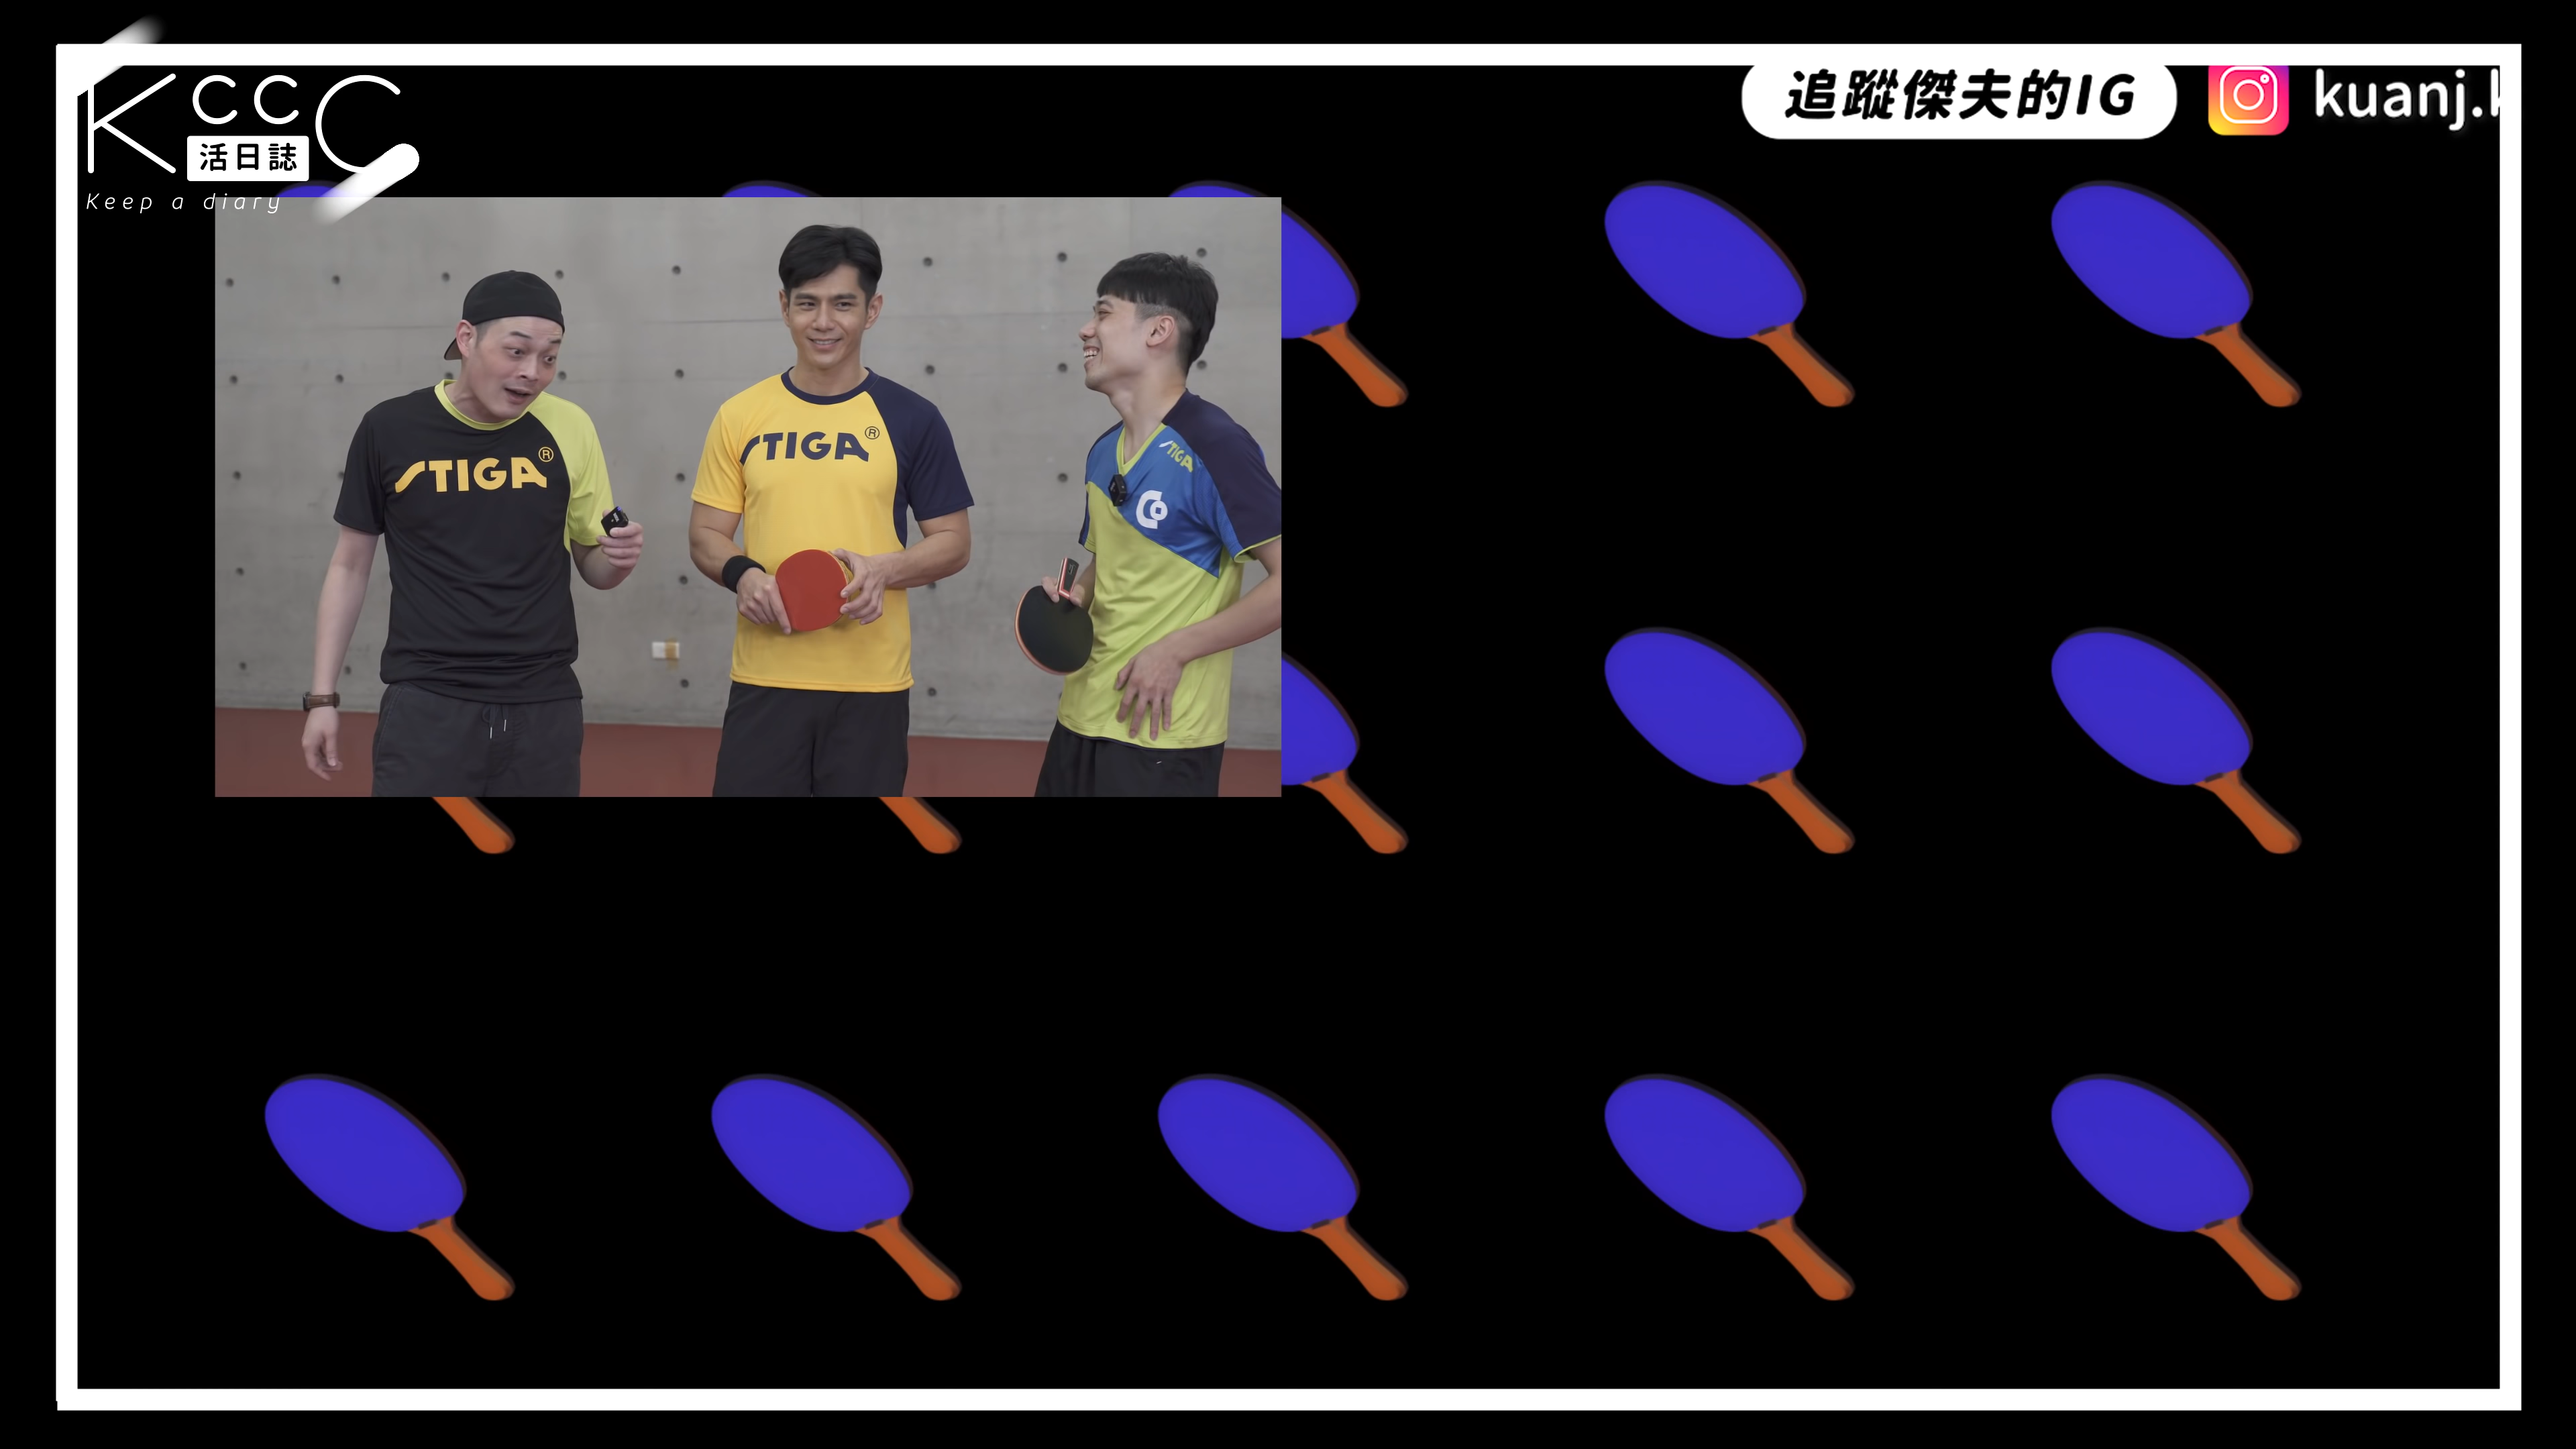 KCCC
活日誌
Keep a diary
追蹤傑夫的IG
kuanj.k
STIGA®
STIGA®
STIGA